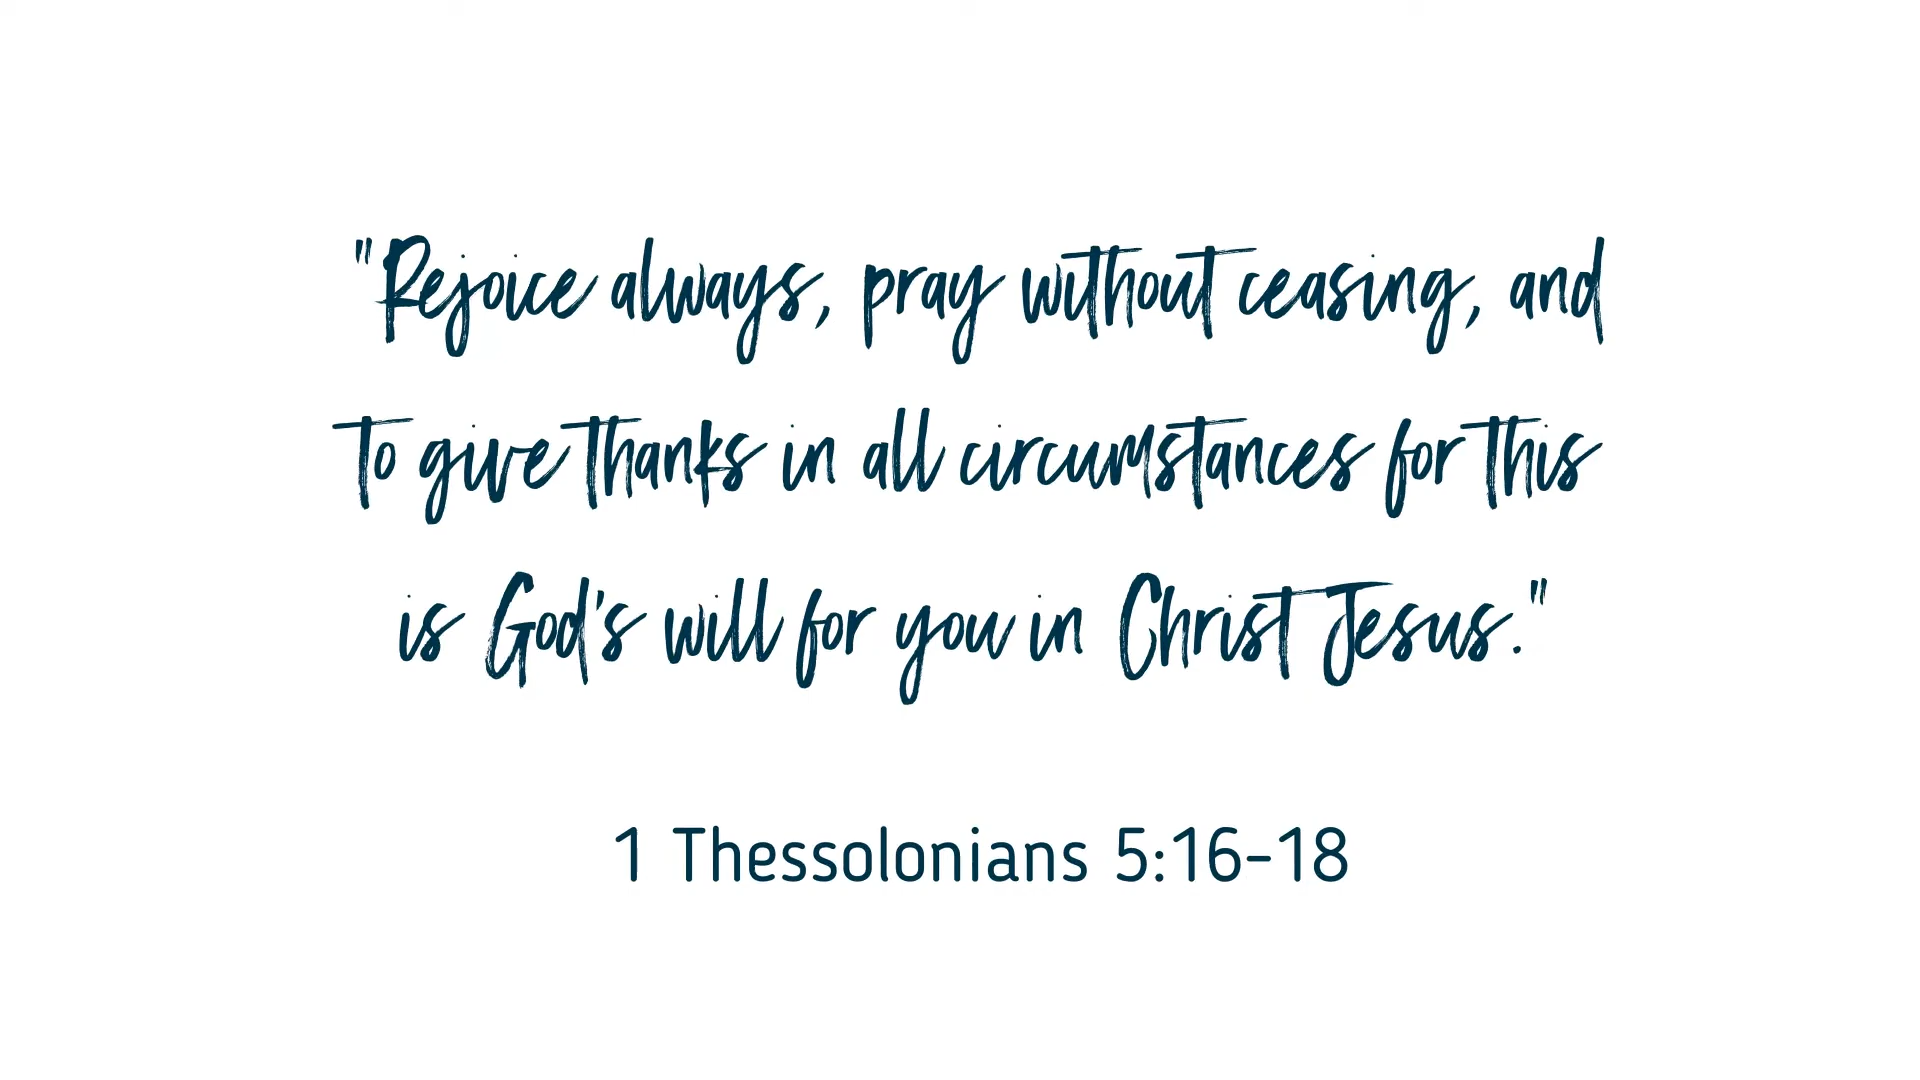 "Rejoice always, pray without ceasing, and
to give thanks in all circumstances for this
is God's will for you in Christ Jesus."
1 Thessolonians 5:16-18